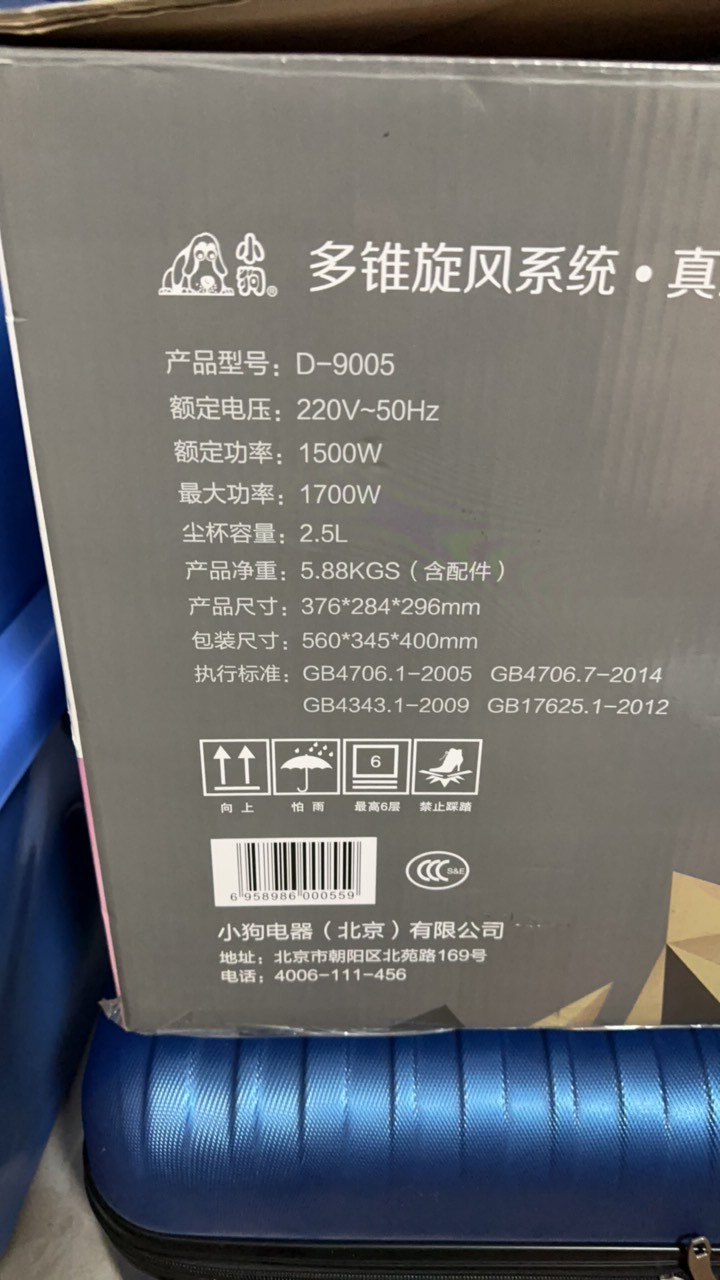 小狗®
多锥旋风系统·真
产品型号：D-9005
额定电压：220V~50Hz
额定功率：1500W
最大功率：1700W
尘杯容量：2.5L
产品净重：5.88KGS（含配件）
产品尺寸：376*284*296mm
包装尺寸：560*345*400mm
执行标准：GB4706.1-2005 GB4706.7-2014
GB4343.1-2009 GB17625.1-2012
6
向上 怕雨 最高6层 禁止踩踏
CCC S&E
6 958986 000559
小狗电器（北京）有限公司
地址：北京市朝阳区北苑路169号
电话：4006-111-456